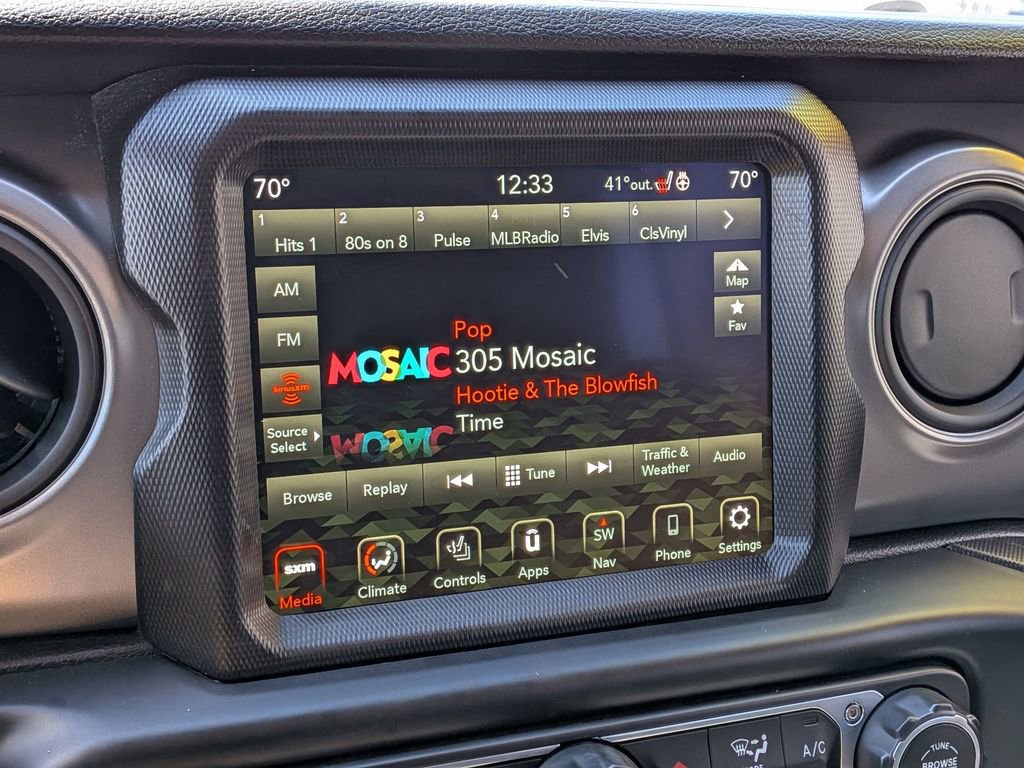 70° 12:33 41°out. 70°
1 Hits 1
2 80s on 8
3 Pulse
4 MLBRadio
5 Elvis
6 ClsVinyl
AM
FM
SiriusXM
Source
Select
Map
Fav
Pop
MOSAIC 305 Mosaic
Hootie & The Blowfish
Time
Browse
Replay
Tune
Traffic &
Weather
Audio
sxm
Media
Climate
Controls
û
Apps
SW
Nav
Phone
Settings
A/C
TUNE
BROWSE